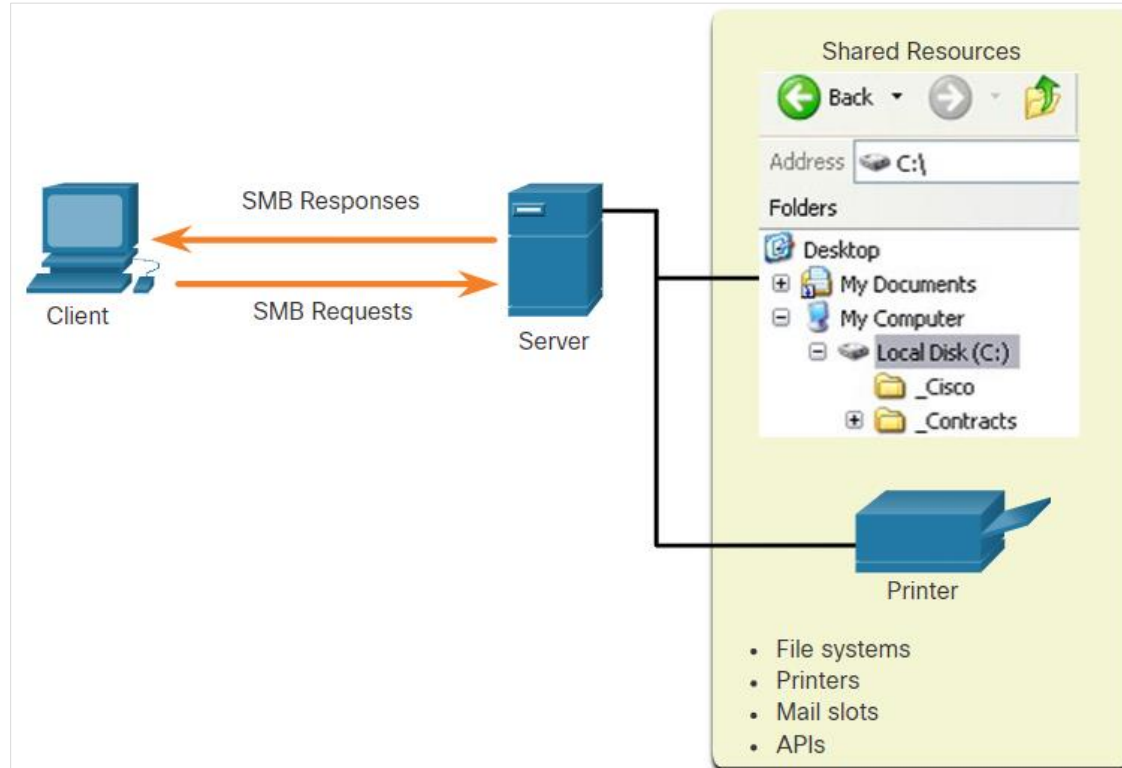 Shared Resources
Back
Address C:\
Folders
Desktop
My Documents
My Computer
Local Disk (C:)
_Cisco
_Contracts
SMB Responses
SMB Requests
Client
Server
Printer
• File systems
• Printers
• Mail slots
• APIs